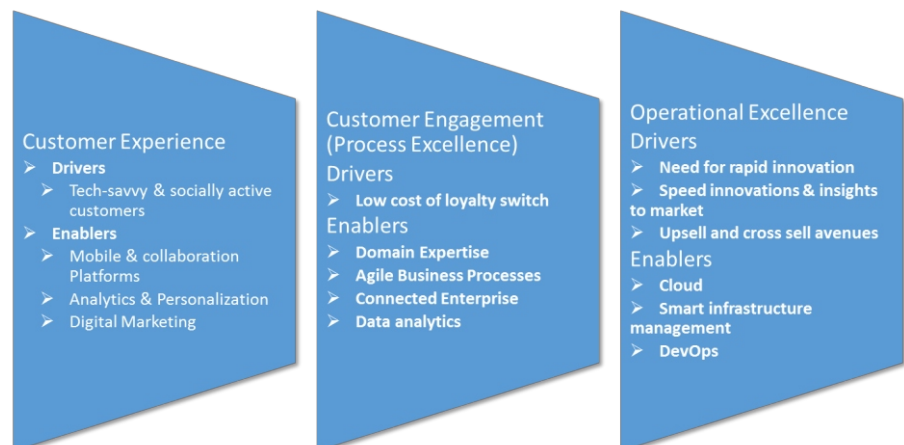 Customer Experience
➢ Drivers
➢ Tech-savvy & socially active
customers
➢ Enablers
➢ Mobile & collaboration
Platforms
➢ Analytics & Personalization
➢ Digital Marketing
Customer Engagement
(Process Excellence)
Drivers
➢ Low cost of loyalty switch
Enablers
➢ Domain Expertise
➢ Agile Business Processes
➢ Connected Enterprise
➢ Data analytics
Operational Excellence
Drivers
➢ Need for rapid innovation
➢ Speed innovations & insights
to market
➢ Upsell and cross sell avenues
Enablers
➢ Cloud
➢ Smart infrastructure
management
➢ DevOps